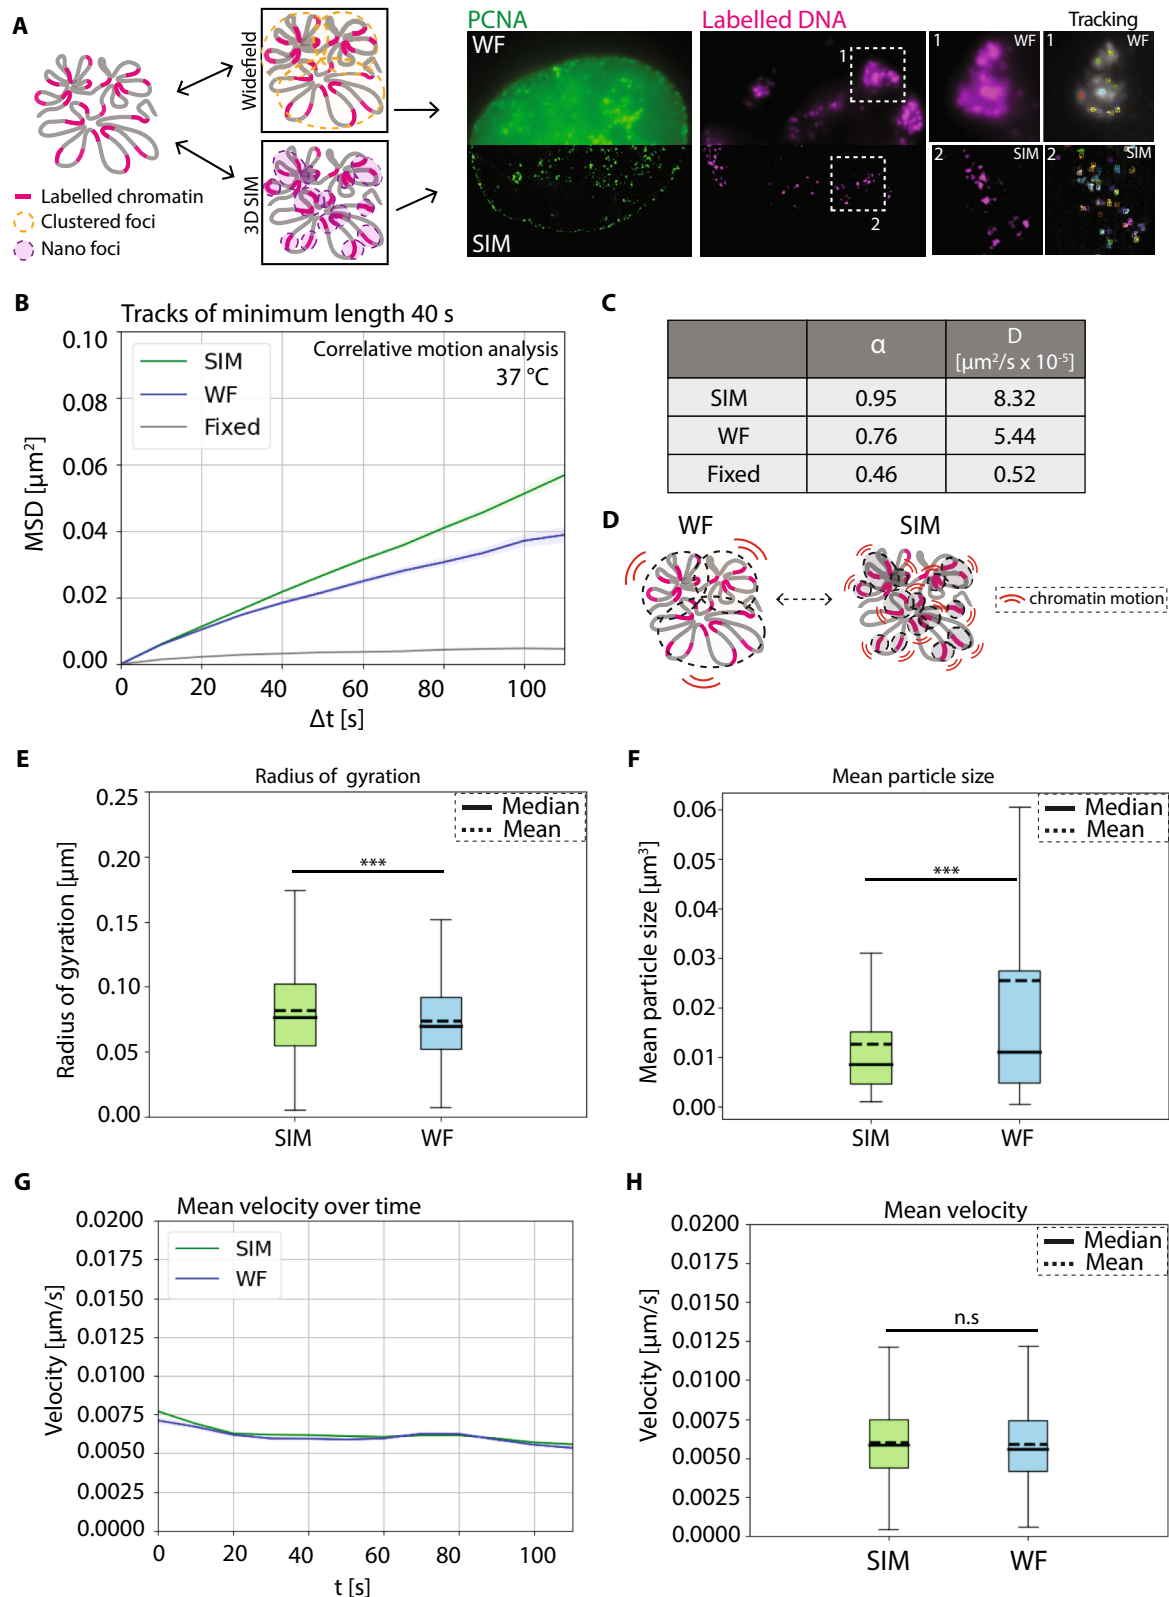 A
Widefield
3D SIM
Labelled chromatin
Clustered foci
Nano foci
PCNA
WF
SIM
Labelled DNA
1
2
1 WF
2 SIM
Tracking
1 WF
2 SIM
B
Tracks of minimum length 40 s
Correlative motion analysis
37 °C
SIM
WF
Fixed
MSD [µm²]
0.10
0.08
0.06
0.04
0.02
0.00
0 20 40 60 80 100
Δt [s]
C
α D [µm²/s x 10⁻⁵]
SIM 0.95 8.32
WF 0.76 5.44
Fixed 0.46 0.52
D
WF SIM
chromatin motion
E
Radius of gyration
Median
Mean
***
Radius of gyration [µm]
0.25
0.20
0.15
0.10
0.05
0.00
SIM WF
F
Mean particle size
Median
Mean
***
Mean particle size [µm³]
0.06
0.05
0.04
0.03
0.02
0.01
0.00
SIM WF
G
Mean velocity over time
SIM
WF
Velocity [µm/s]
0.0200
0.0175
0.0150
0.0125
0.0100
0.0075
0.0050
0.0025
0.0000
0 20 40 60 80 100
t [s]
H
Mean velocity
Median
Mean
n.s
Velocity [µm/s]
0.0200
0.0175
0.0150
0.0125
0.0100
0.0075
0.0050
0.0025
0.0000
SIM WF